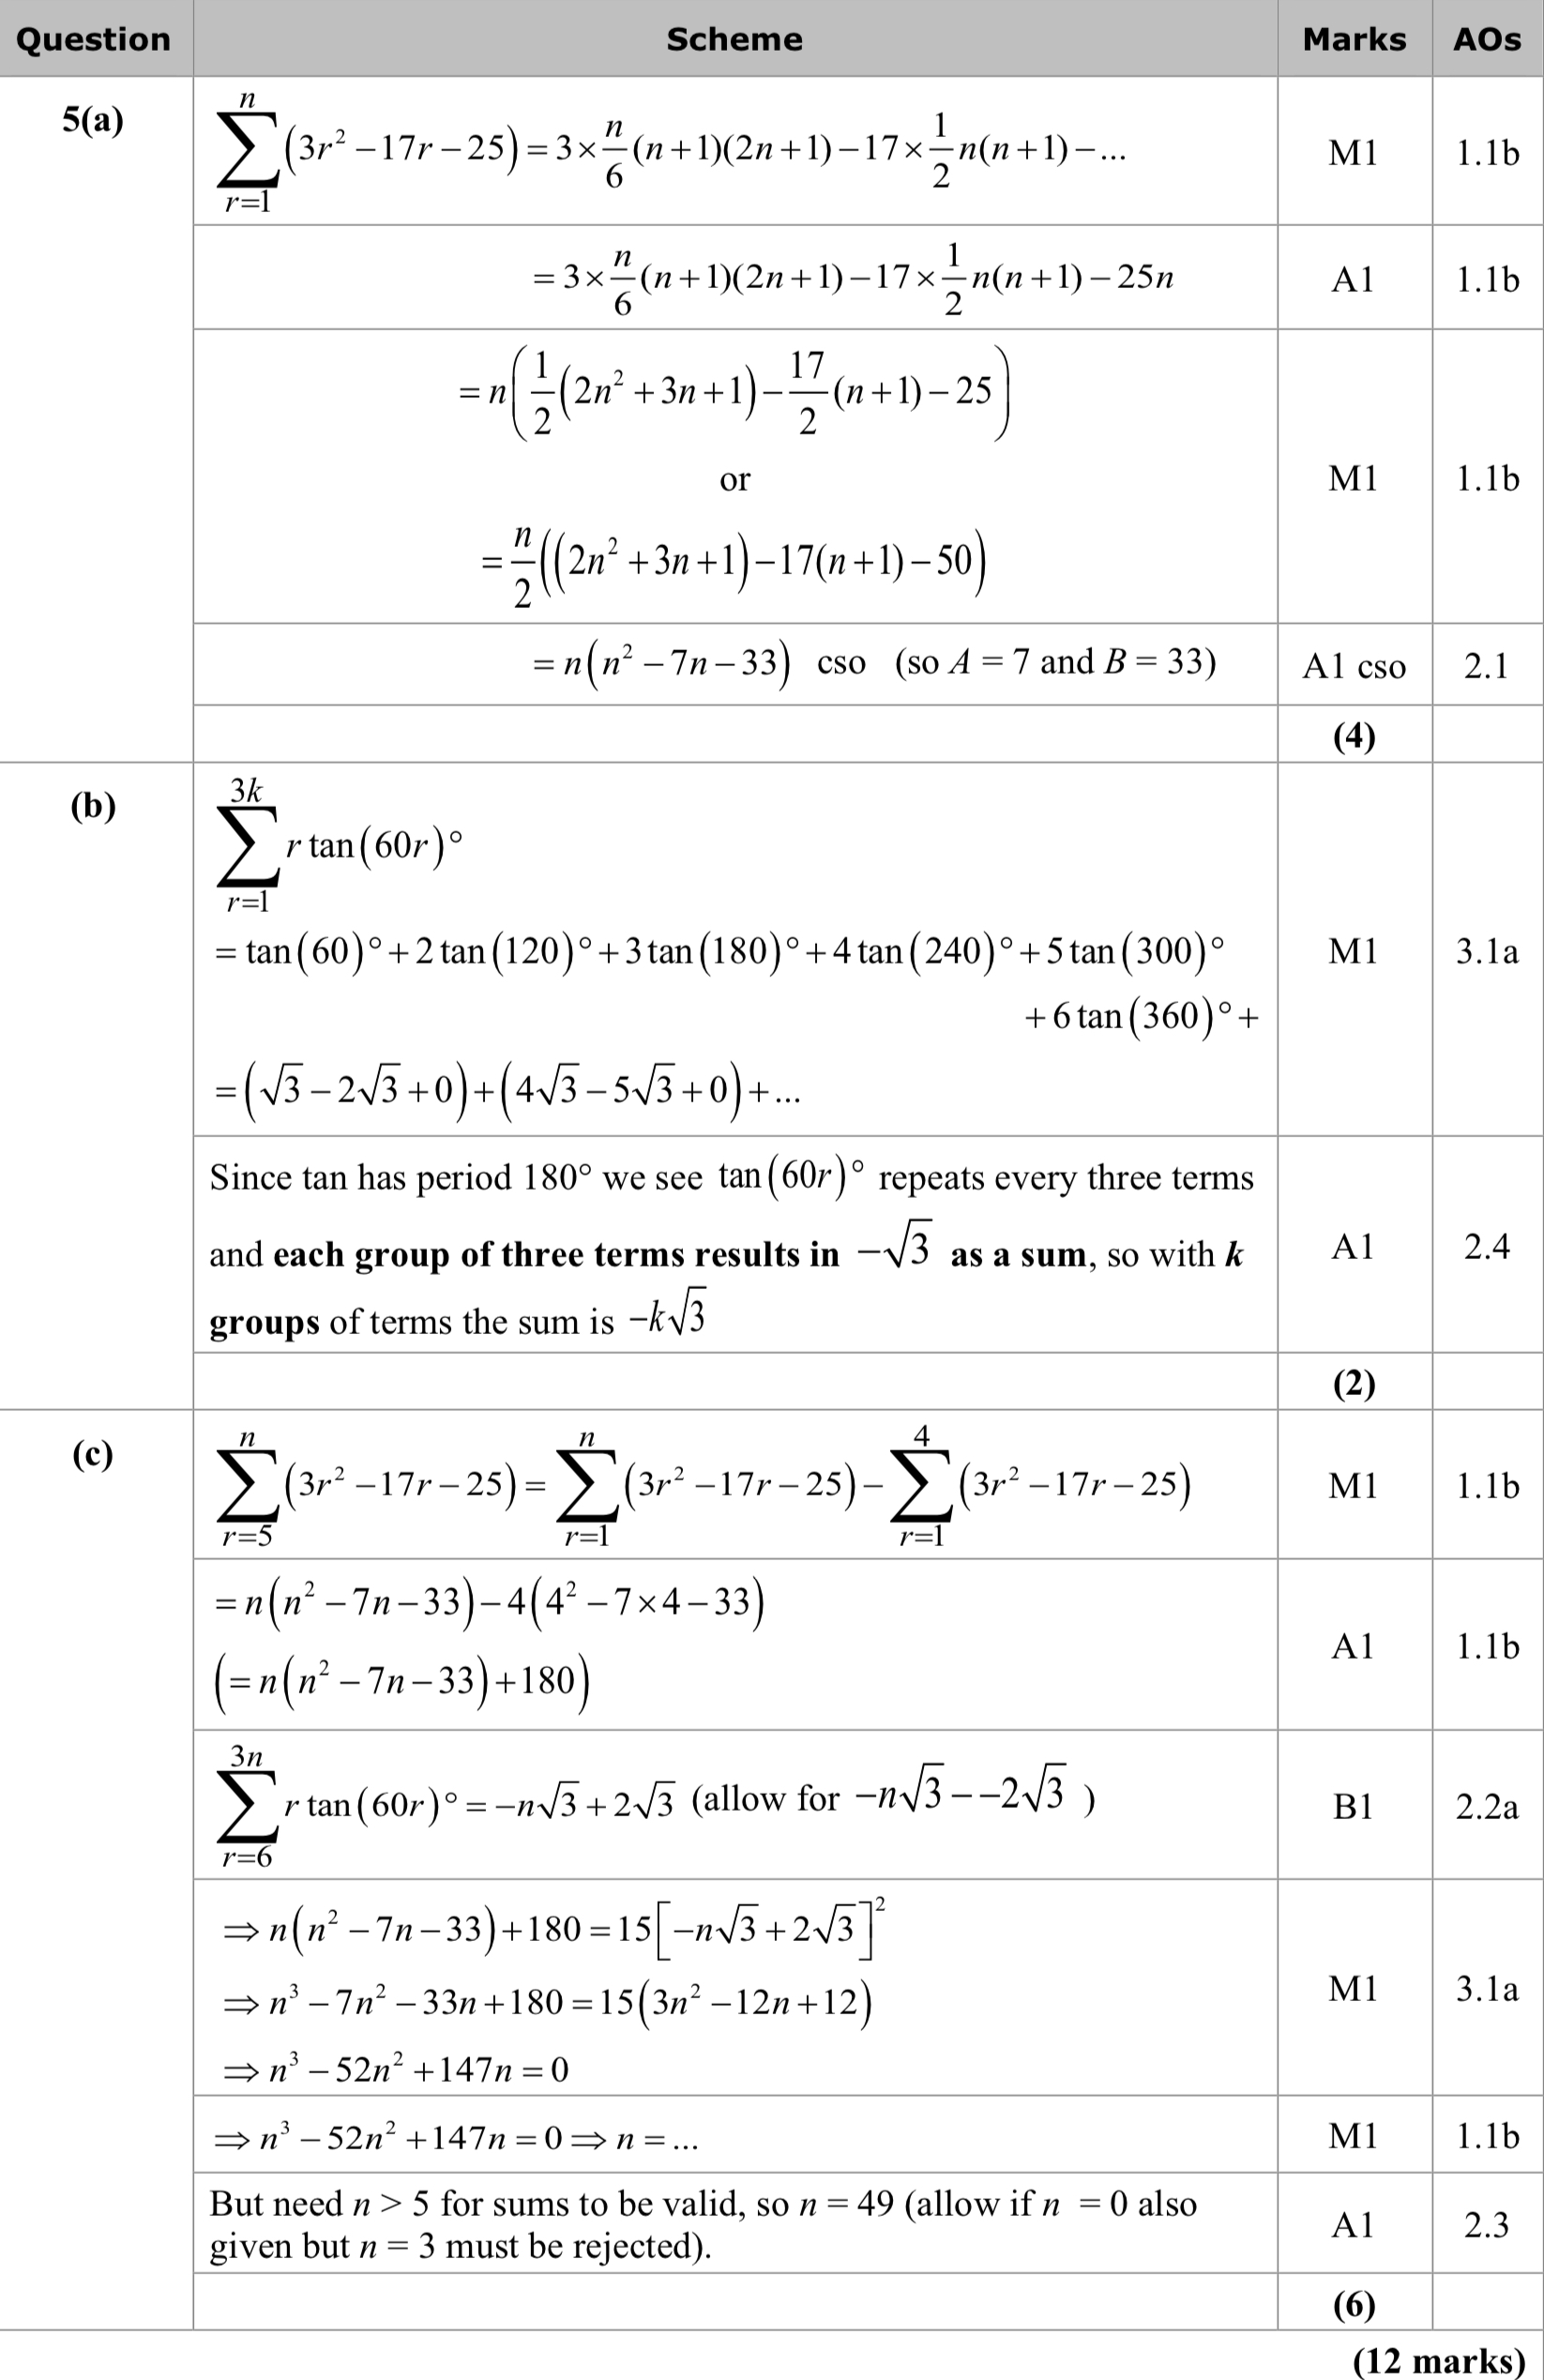 Question Scheme Marks AOs
5(a) $\sum_{r=1}^{n}(3r^2-17r-25)=3\times\frac{n}{6}(n+1)(2n+1)-17\times\frac{1}{2}n(n+1)-...$ M1 1.1b
$=3\times\frac{n}{6}(n+1)(2n+1)-17\times\frac{1}{2}n(n+1)-25n$ A1 1.1b
$=n\left(\frac{1}{2}(2n^2+3n+1)-\frac{17}{2}(n+1)-25\right)$
or M1 1.1b
$=\frac{n}{2}\left((2n^2+3n+1)-17(n+1)-50\right)$
$=n(n^2-7n-33)$ cso (so A = 7 and B = 33) A1 cso 2.1
(4)
(b) $\sum_{r=1}^{3k} r\tan(60r)°$
$=\tan(60)°+2\tan(120)°+3\tan(180)°+4\tan(240)°+5\tan(300)°$ M1 3.1a
$+6\tan(360)°+$
$=(\sqrt{3}-2\sqrt{3}+0)+(4\sqrt{3}-5\sqrt{3}+0)+...$
Since tan has period 180° we see $\tan(60r)°$ repeats every three terms
and each group of three terms results in $-\sqrt{3}$ as a sum, so with k A1 2.4
groups of terms the sum is $-k\sqrt{3}$
(2)
(c) $\sum_{r=5}^{n}(3r^2-17r-25)=\sum_{r=1}^{n}(3r^2-17r-25)-\sum_{r=1}^{4}(3r^2-17r-25)$ M1 1.1b
$=n(n^2-7n-33)-4(4^2-7\times4-33)$
$\left(=n(n^2-7n-33)+180\right)$ A1 1.1b
$\sum_{r=6}^{3n} r\tan(60r)°=-n\sqrt{3}+2\sqrt{3}$ (allow for $-n\sqrt{3}--2\sqrt{3}$ ) B1 2.2a
$\Rightarrow n(n^2-7n-33)+180=15\left[-n\sqrt{3}+2\sqrt{3}\right]^2$
$\Rightarrow n^3-7n^2-33n+180=15(3n^2-12n+12)$ M1 3.1a
$\Rightarrow n^3-52n^2+147n=0$
$\Rightarrow n^3-52n^2+147n=0\Rightarrow n=...$ M1 1.1b
But need n > 5 for sums to be valid, so n = 49 (allow if n = 0 also
given but n = 3 must be rejected). A1 2.3
(6)
(12 marks)